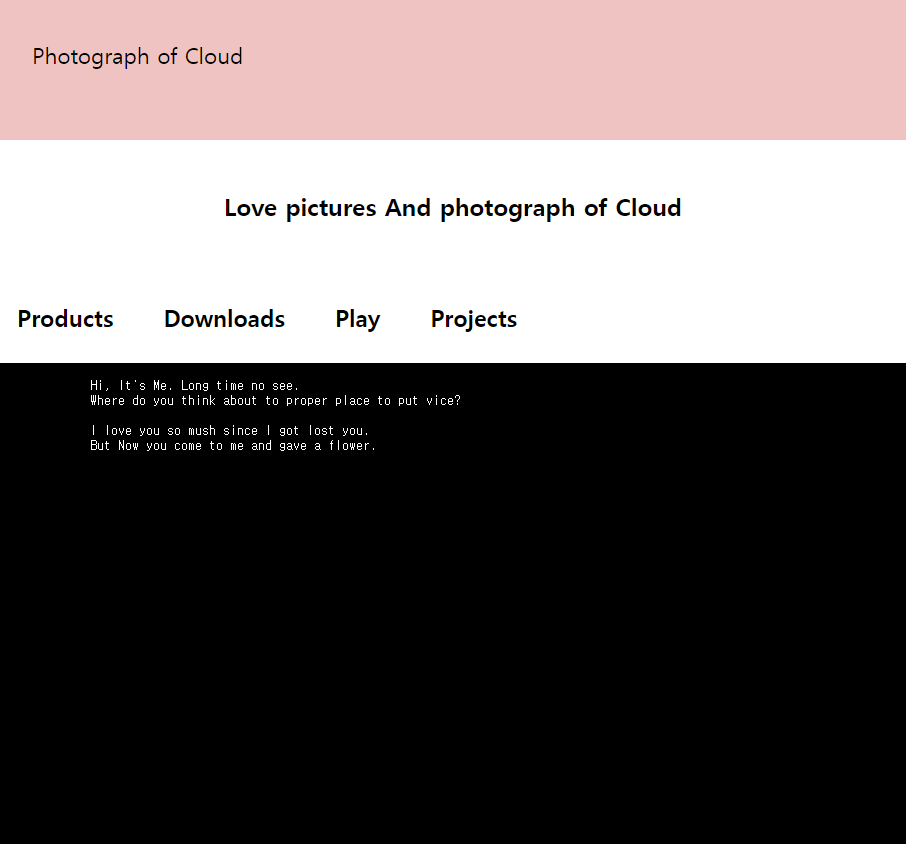 Photograph of Cloud
Love pictures And photograph of Cloud
Products Downloads Play Projects
Hi, It's Me. Long time no see.
Where do you think about to proper place to put vice?
I love you so mush since I got lost you.
But Now you come to me and gave a flower.